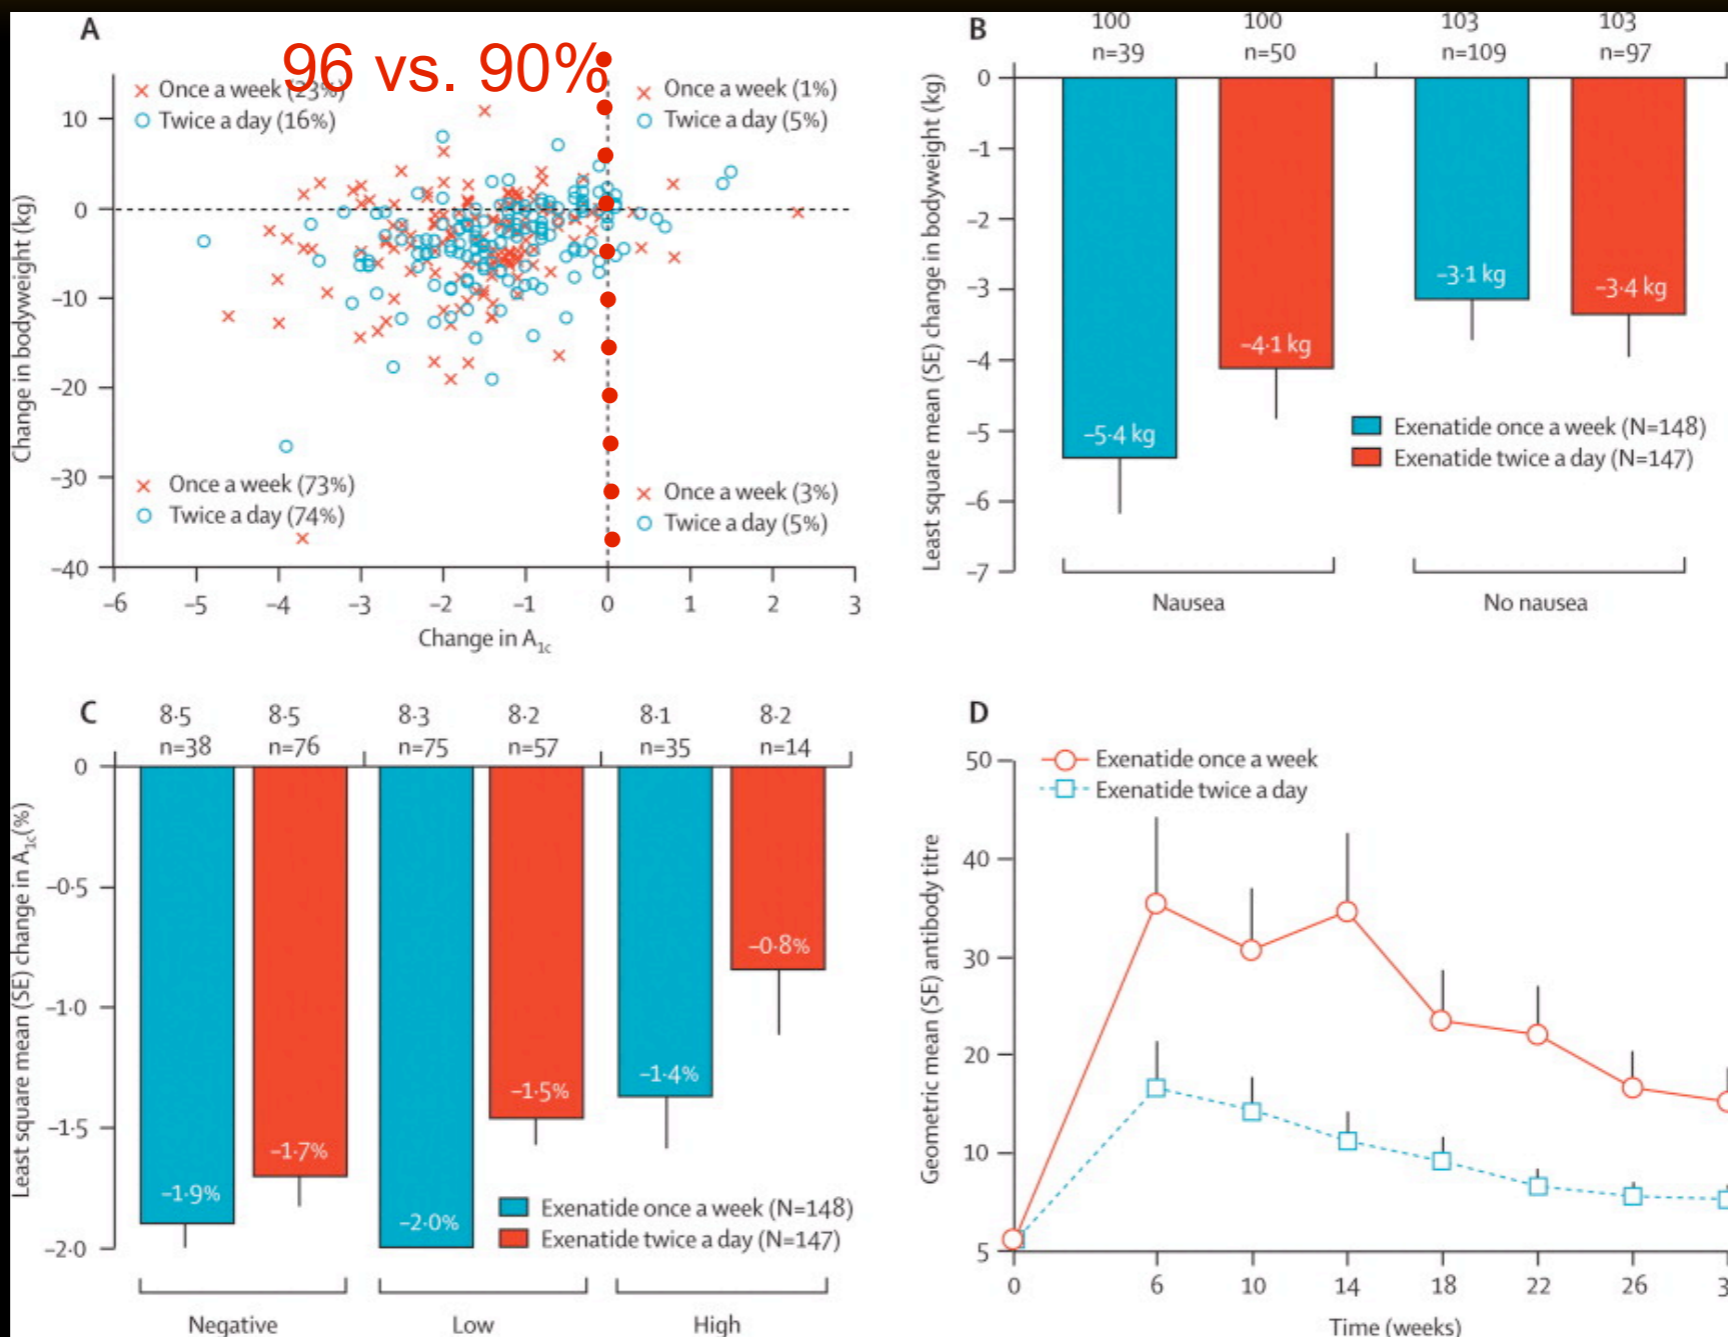 A
96 vs. 90%
Once a week (23%)
Twice a day (16%)
Once a week (1%)
Twice a day (5%)
10
0
–10
–20
–30
–40
Change in bodyweight (kg)
Once a week (73%)
Twice a day (74%)
Once a week (3%)
Twice a day (5%)
–6 –5 –4 –3 –2 –1 0 1 2 3
Change in A1c
B
100 100 103 103
n=39 n=50 n=109 n=97
0
–1
–2
–3
–4
–5
–6
–7
Least square mean (SE) change in bodyweight (kg)
–5·4 kg
–4·1 kg
–3·1 kg
–3·4 kg
Exenatide once a week (N=148)
Exenatide twice a day (N=147)
Nausea No nausea
C
8·5 8·5 8·3 8·2 8·1 8·2
n=38 n=76 n=75 n=57 n=35 n=14
0
–0·5
–1·0
–1·5
–2·0
Least square mean (SE) change in A1c(%)
–1·9%
–1·7%
–2·0%
–1·5%
–1·4%
–0·8%
Exenatide once a week (N=148)
Exenatide twice a day (N=147)
Negative Low High
D
Exenatide once a week
Exenatide twice a day
50
40
30
20
10
5
Geometric mean (SE) antibody titre
0 6 10 14 18 22 26
Time (weeks)